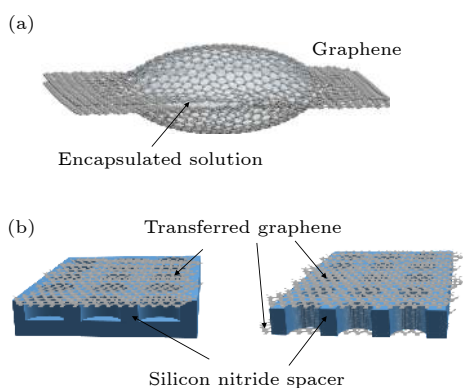 (a)
Graphene
Encapsulated solution
(b)
Transferred graphene
Silicon nitride spacer